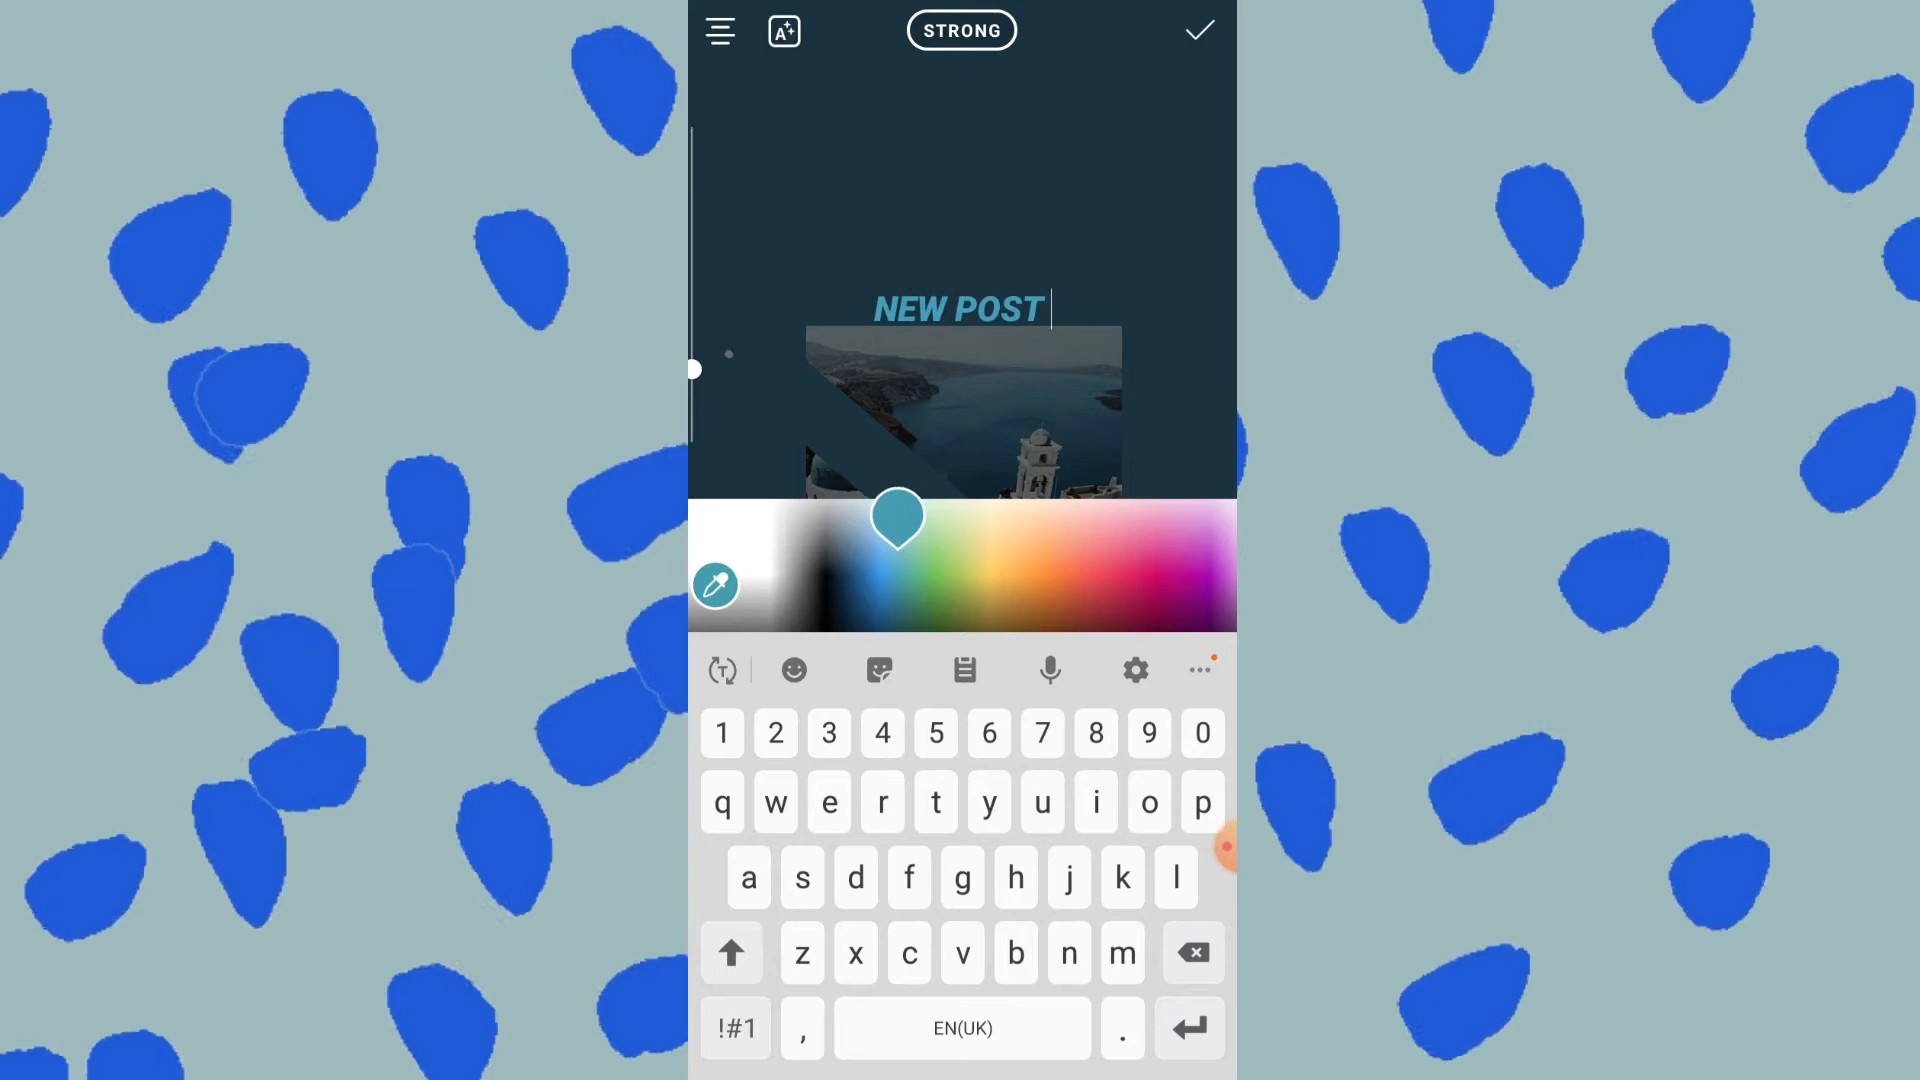 A
STRONG
NEW POST
T
1 2 3 4 5 6 7 8 9 0
q w e r t y u i o p
a s d f g h j k l
z x c v b n m
!#1 , EN(UK) .